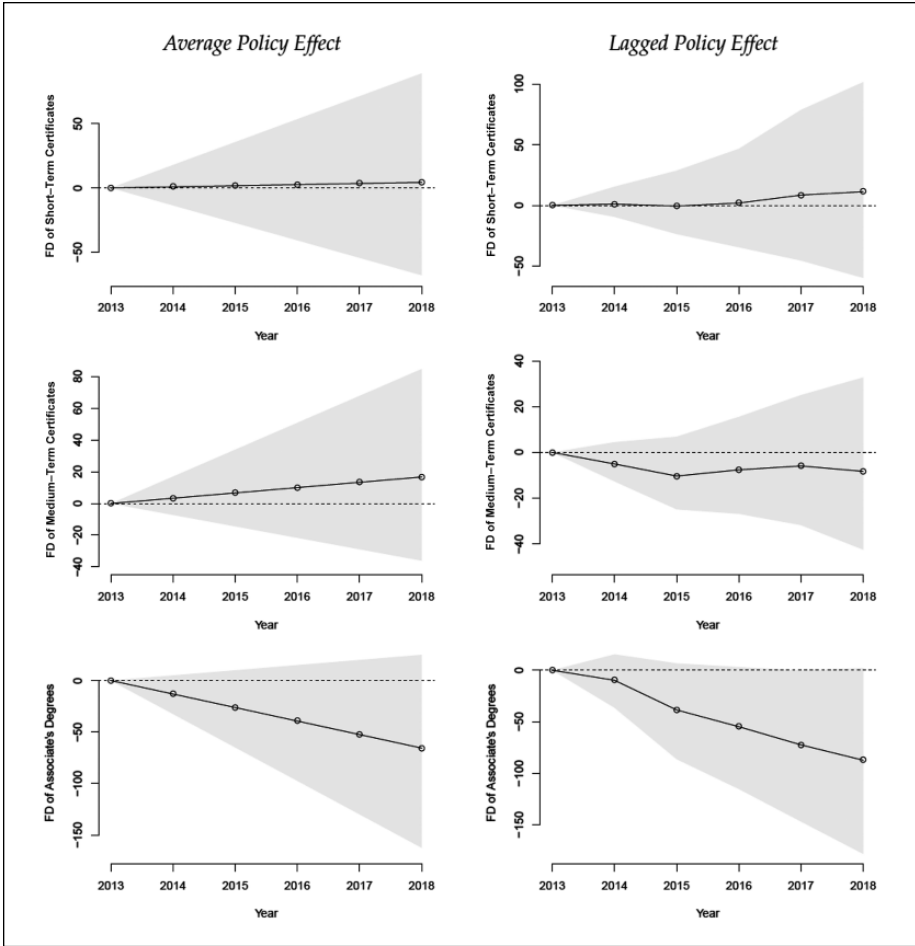 Average Policy Effect
Lagged Policy Effect
FD of Short–Term Certificates
50
0
−50
2013 2014 2015 2016 2017 2018
Year
FD of Short–Term Certificates
100
50
0
−50
2013 2014 2015 2016 2017 2018
Year
FD of Medium–Term Certificates
80
60
40
20
0
−20
−40
2013 2014 2015 2016 2017 2018
Year
FD of Medium–Term Certificates
40
20
0
−20
−40
2013 2014 2015 2016 2017 2018
Year
FD of Associate's Degrees
0
−50
−100
−150
2013 2014 2015 2016 2017 2018
Year
FD of Associate's Degrees
0
−50
−100
−150
2013 2014 2015 2016 2017 2018
Year